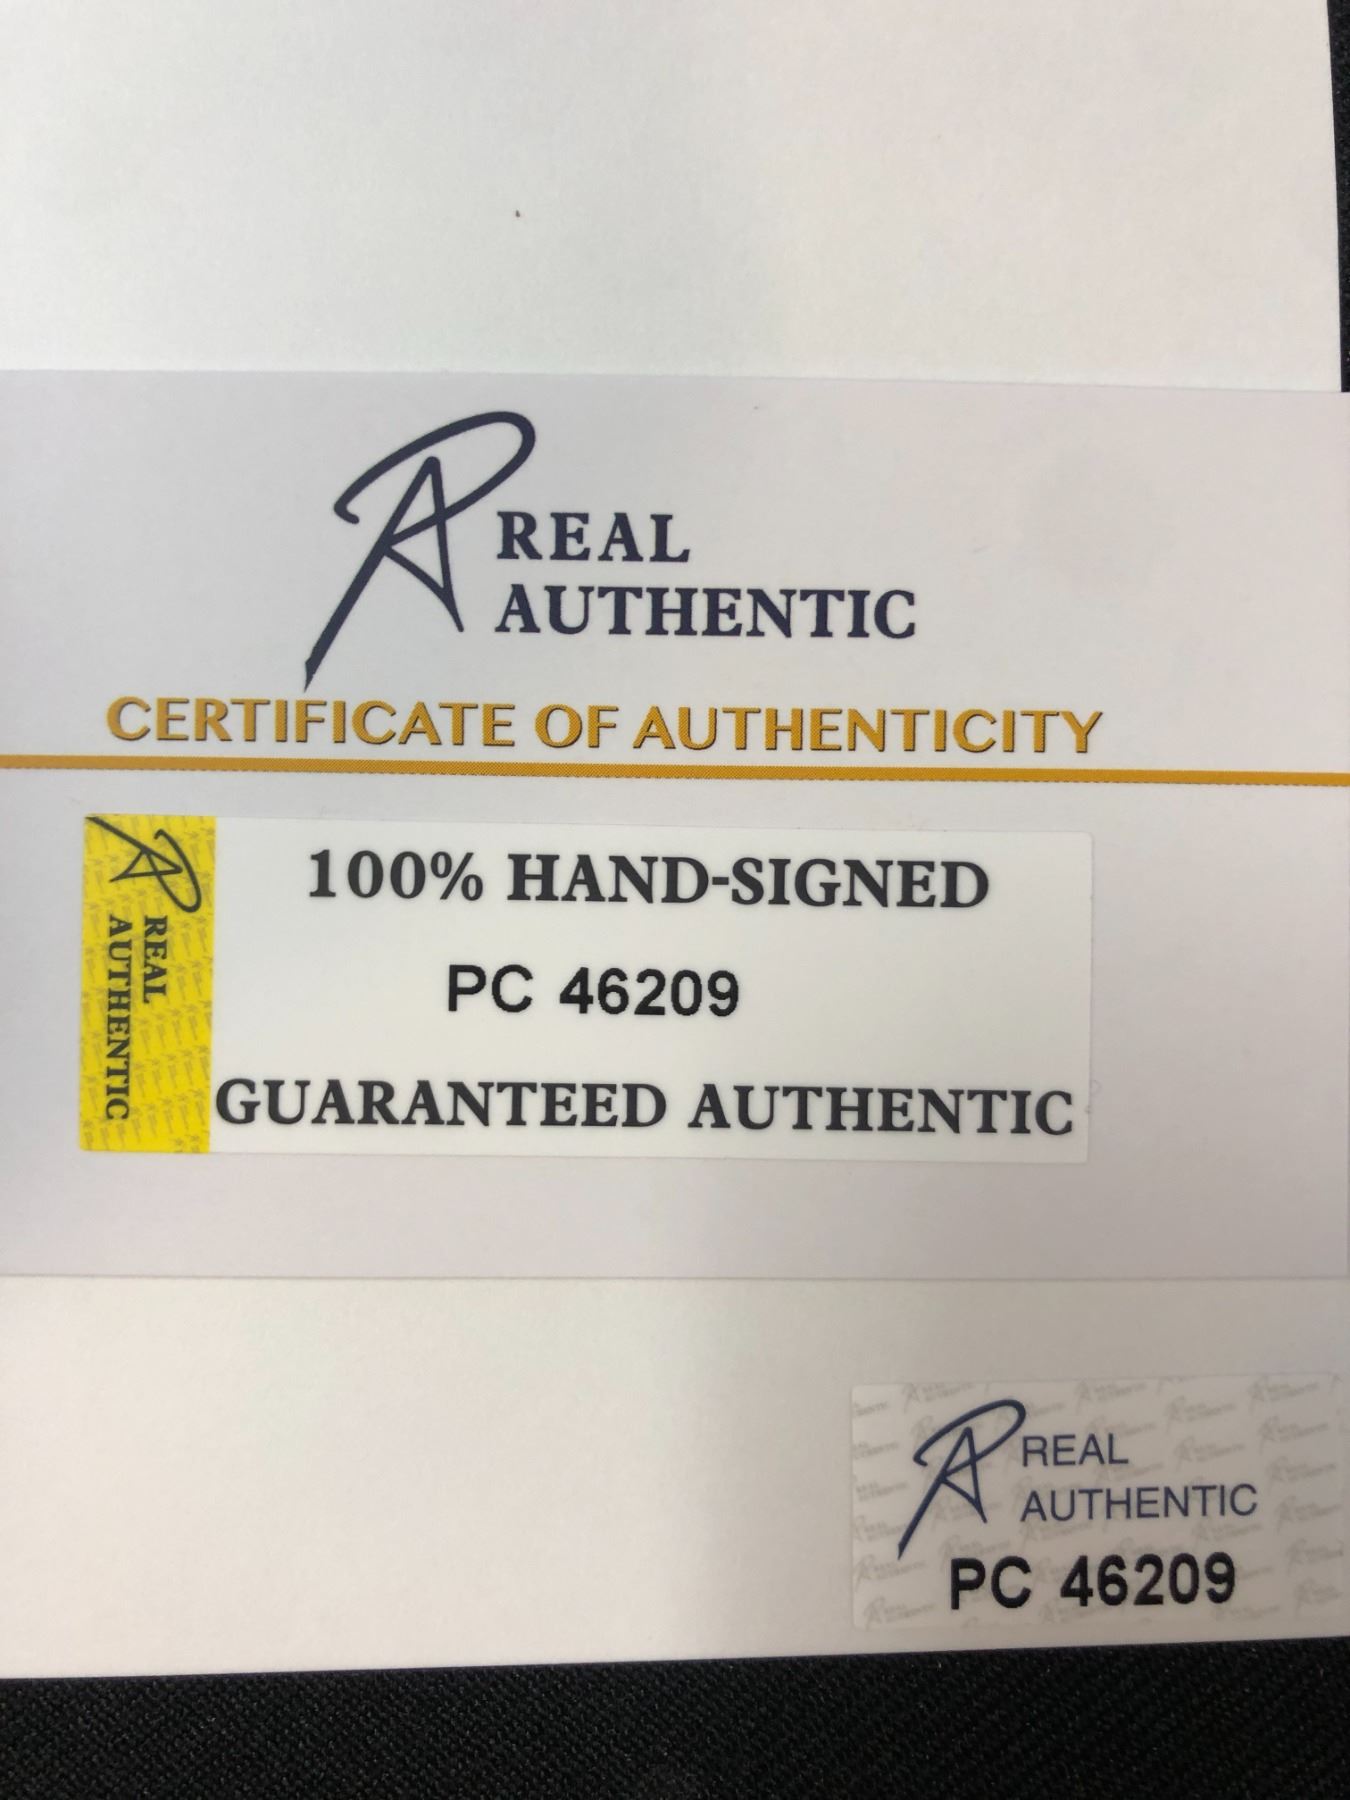 REAL
AUTHENTIC
CERTIFICATE OF AUTHENTICITY
REAL
AUTHENTIC
100% HAND-SIGNED
PC 46209
GUARANTEED AUTHENTIC
REAL
AUTHENTIC
PC 46209